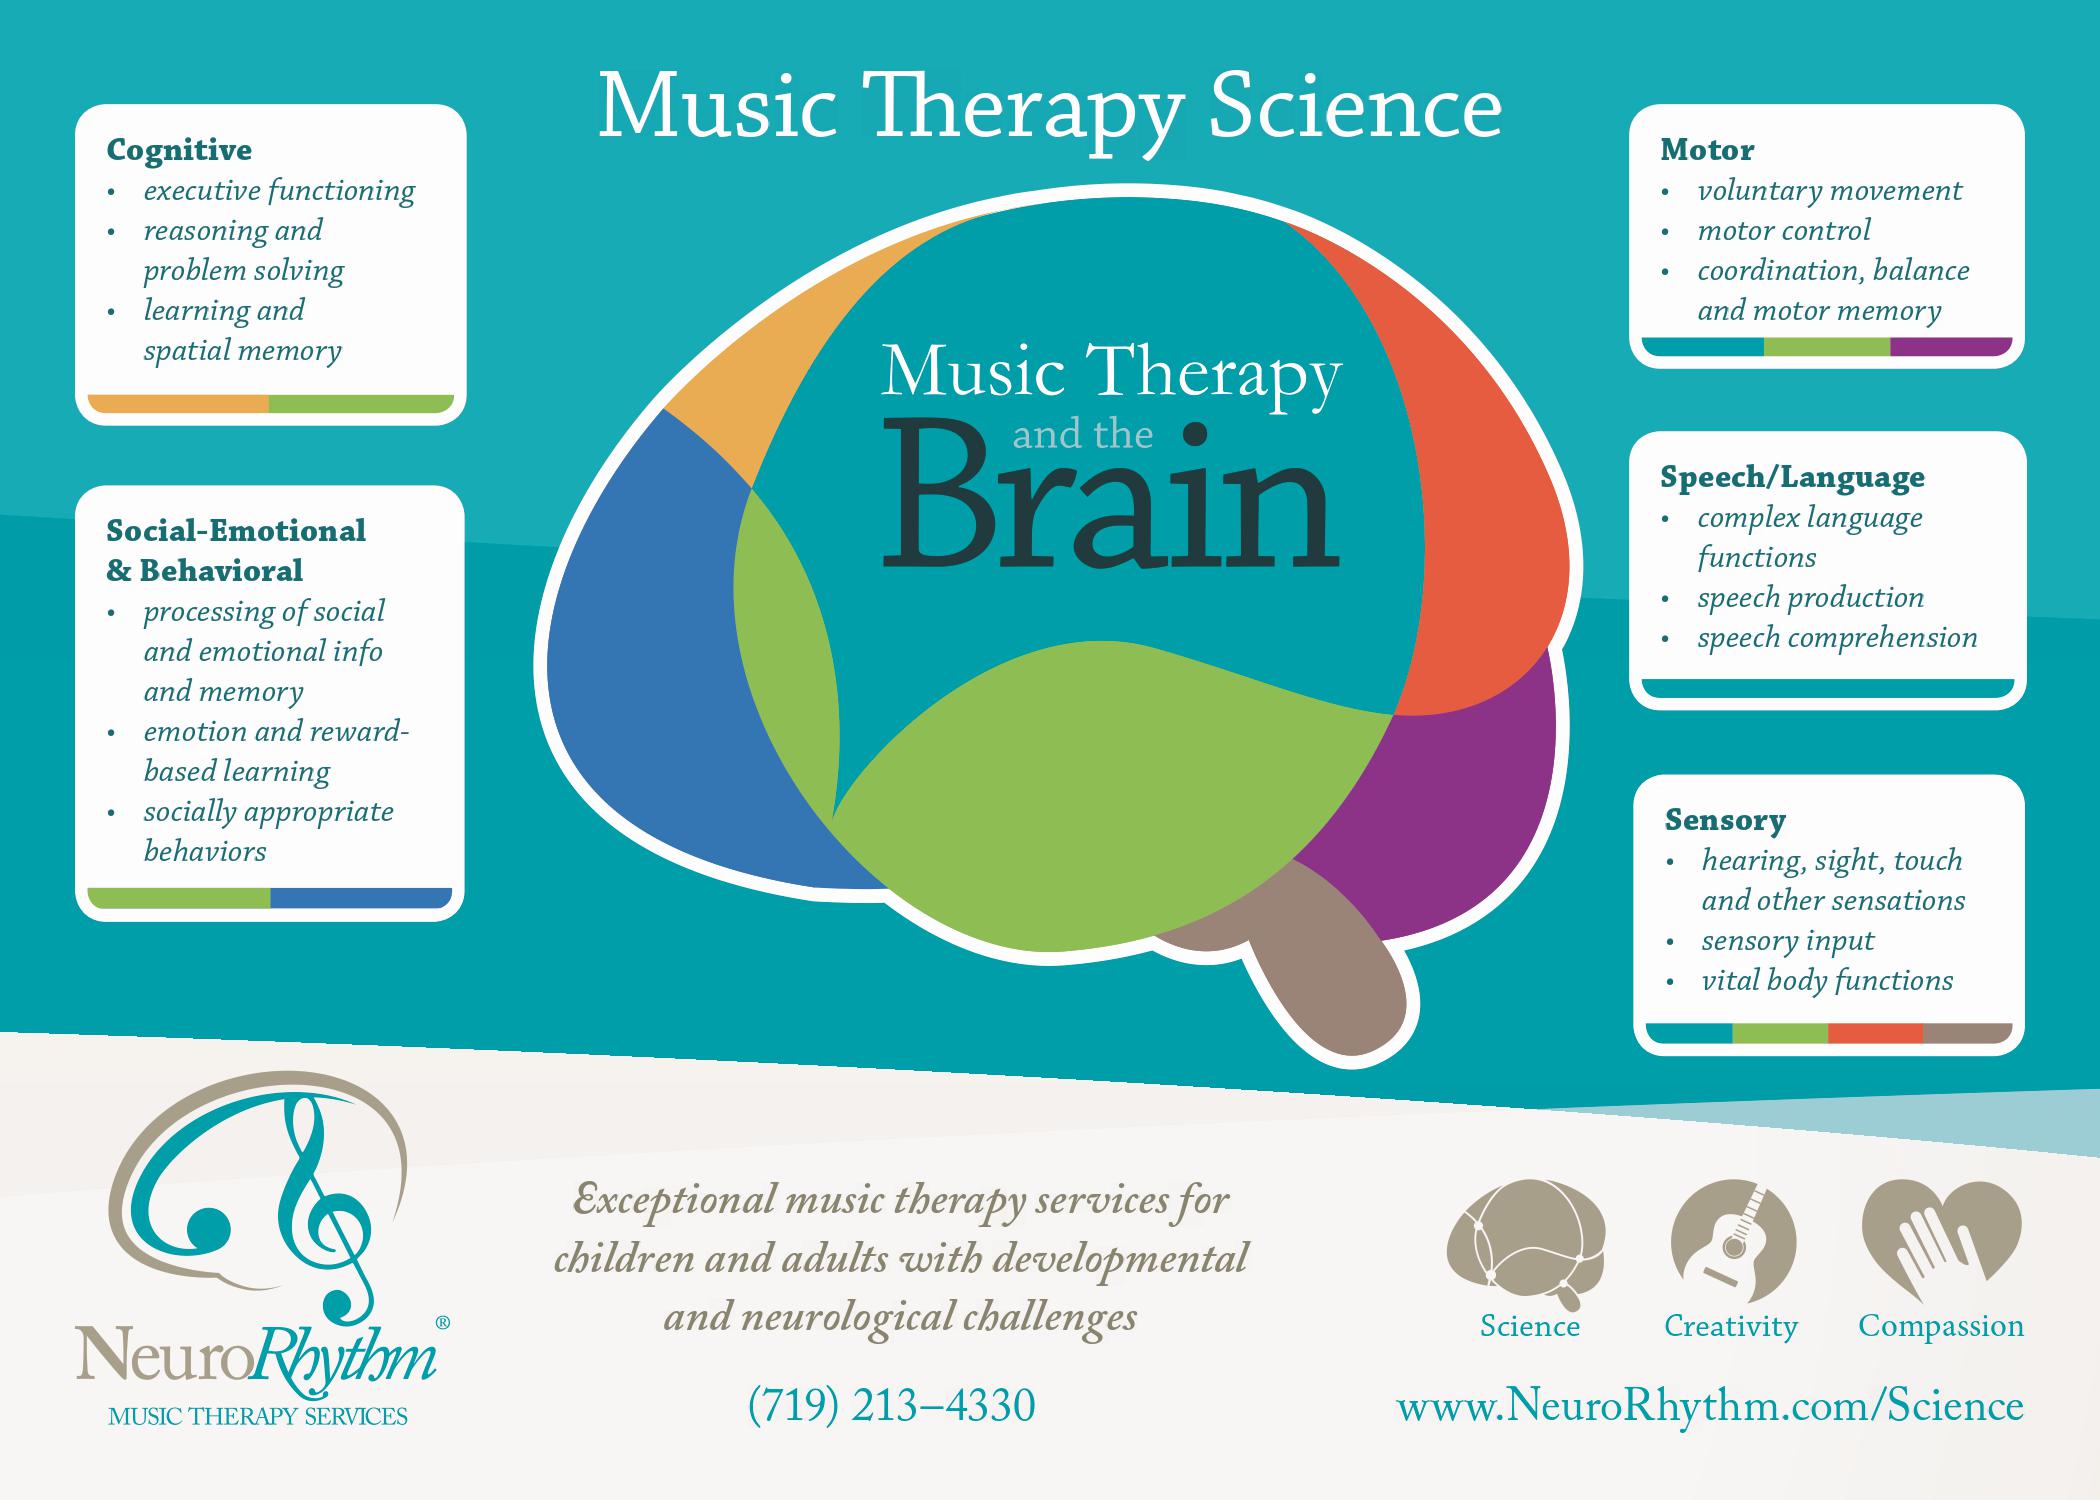 Music Therapy Science
Cognitive
• executive functioning
• reasoning and
problem solving
• learning and
spatial memory
Social-Emotional
& Behavioral
• processing of social
and emotional info
and memory
• emotion and reward-
based learning
• socially appropriate
behaviors
Music Therapy
and the
Brain
Motor
• voluntary movement
• motor control
• coordination, balance
and motor memory
Speech/Language
• complex language
functions
• speech production
• speech comprehension
Sensory
• hearing, sight, touch
and other sensations
• sensory input
• vital body functions
NeuroRhythm®
MUSIC THERAPY SERVICES
Exceptional music therapy services for
children and adults with developmental
and neurological challenges
(719) 213–4330
Science
Creativity
Compassion
www.NeuroRhythm.com/Science